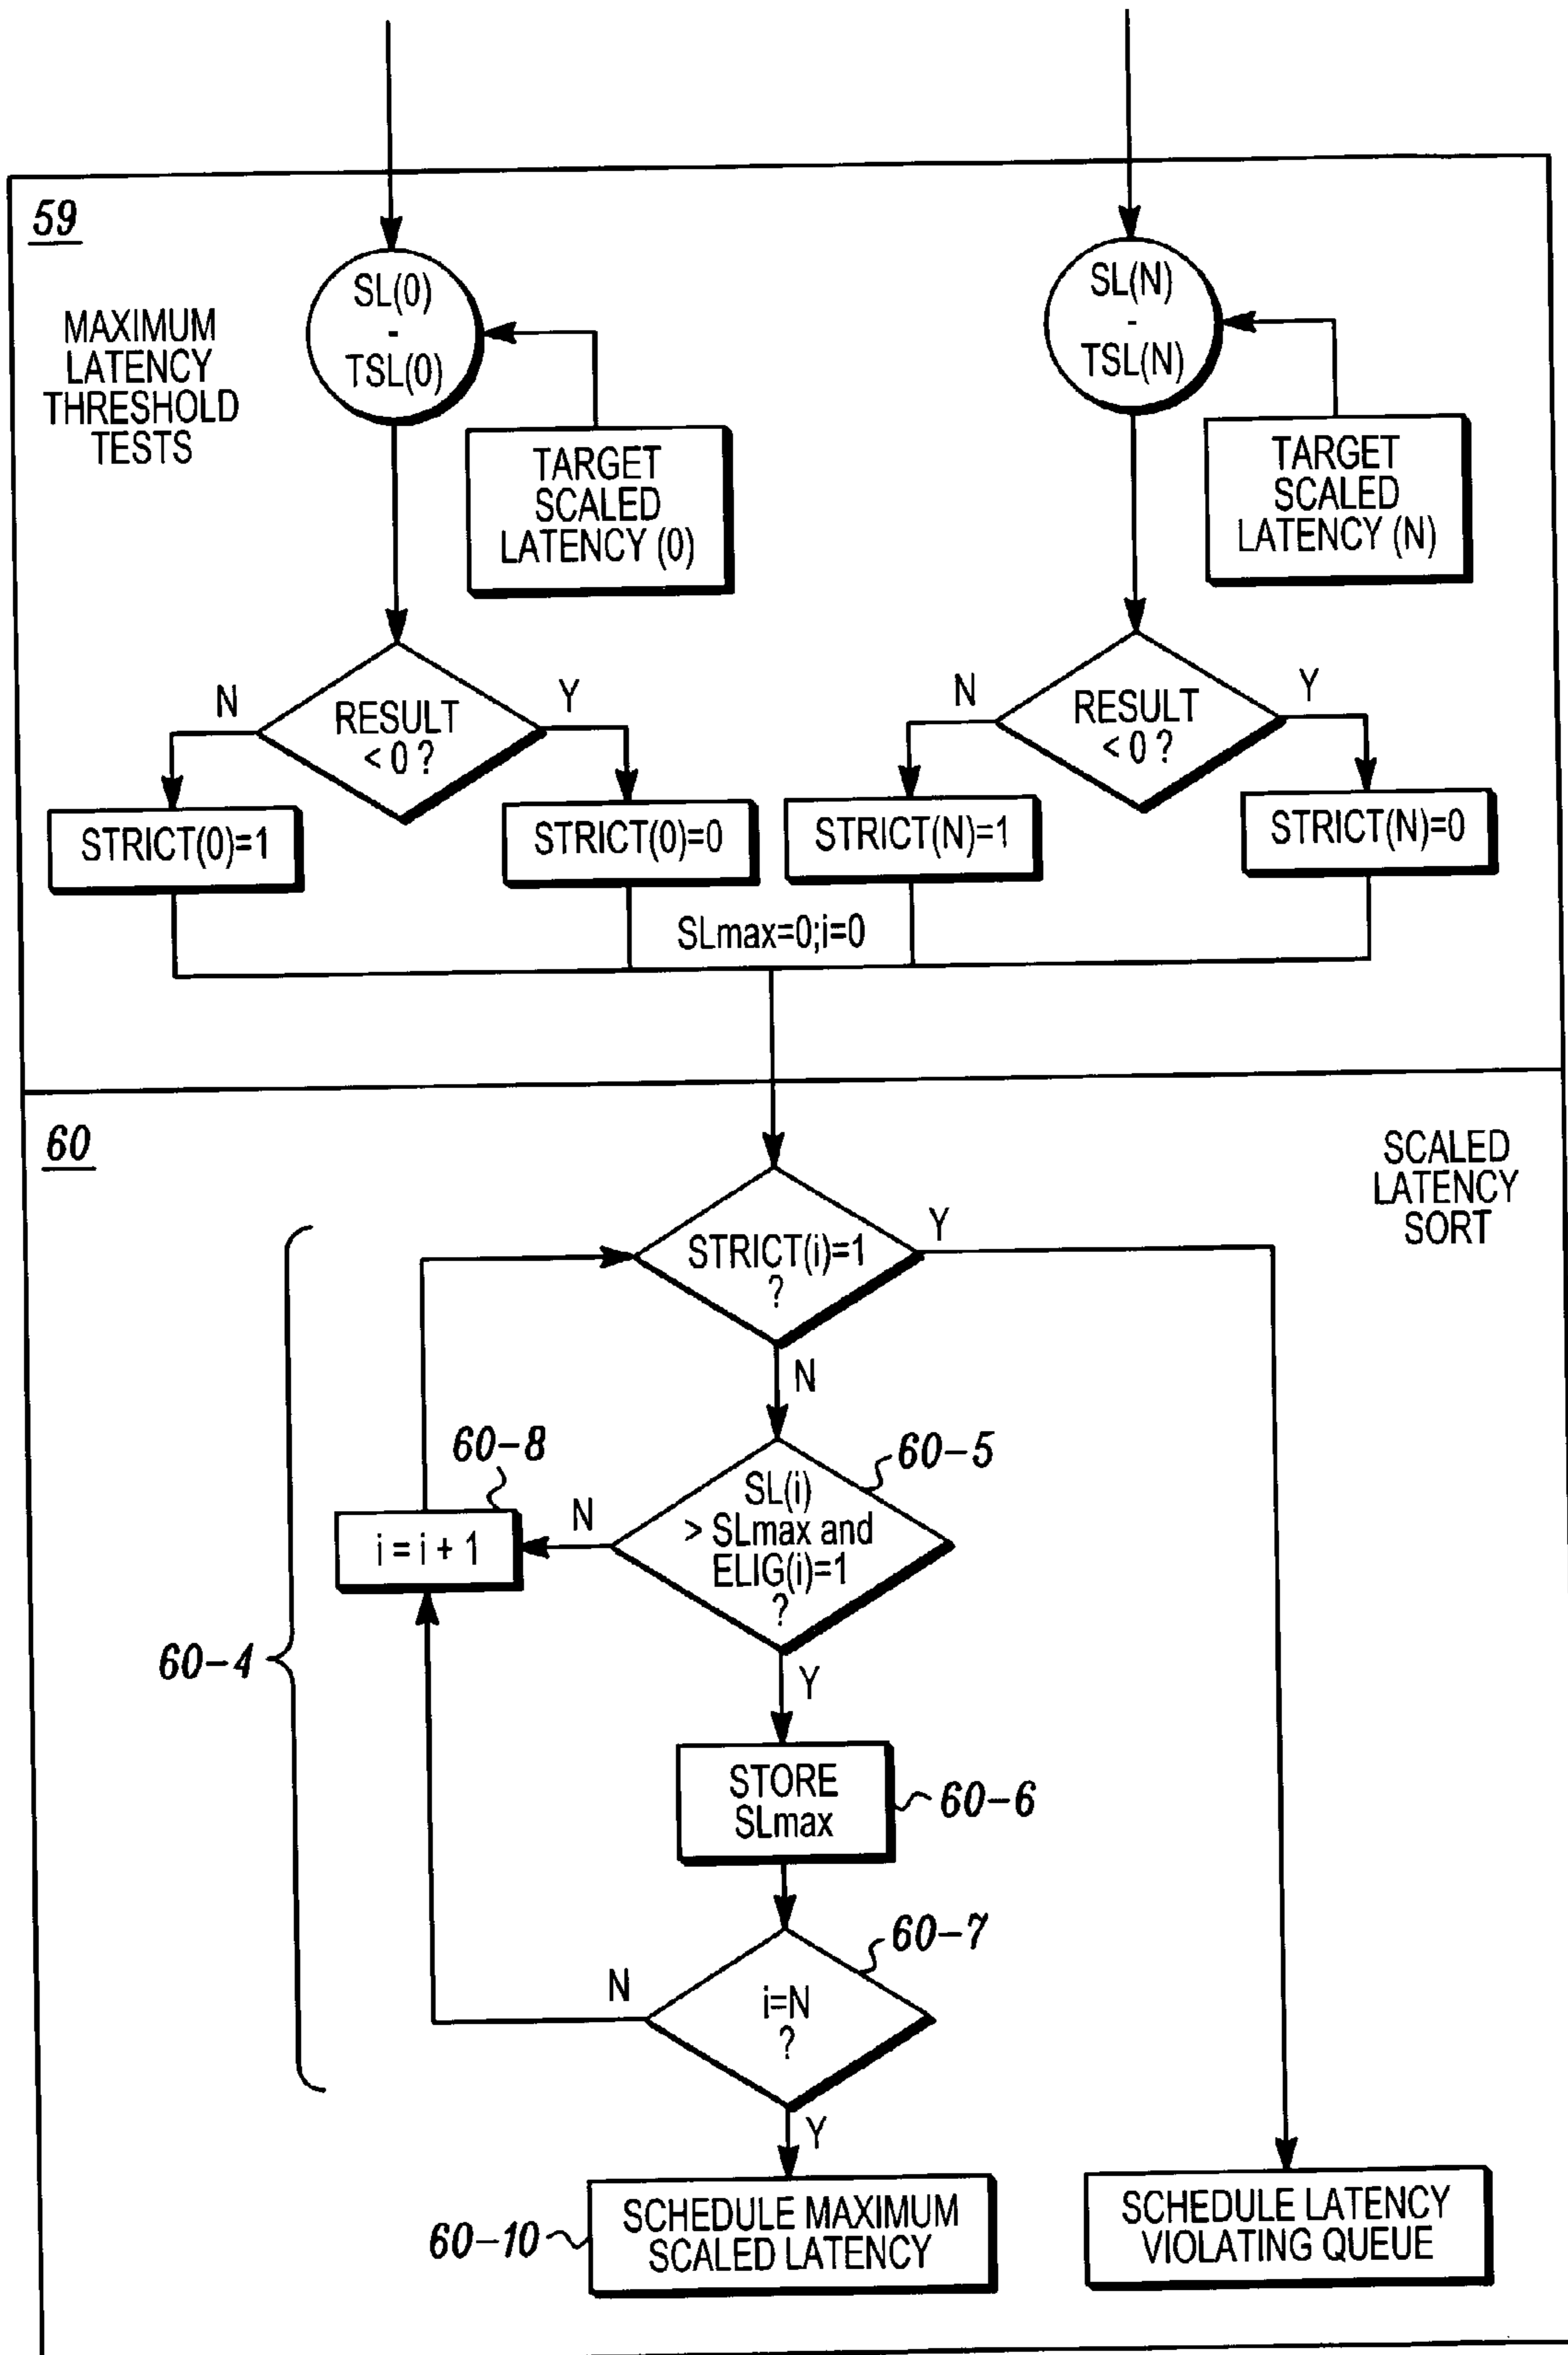 59
MAXIMUM
LATENCY
THRESHOLD
TESTS
SL(0)
-
TSL(0)
TARGET
SCALED
LATENCY (0)
SL(N)
-
TSL(N)
TARGET
SCALED
LATENCY (N)
N
RESULT
< 0 ?
Y
N
RESULT
< 0 ?
Y
STRICT(0)=1
STRICT(0)=0
STRICT(N)=1
STRICT(N)=0
SLmax=0;i=0
60
SCALED
LATENCY
SORT
STRICT(i)=1
?
Y
N
60-8
60-5
i = i + 1
N
SL(i)
> SLmax and
ELIG(i)=1
?
60-4
Y
STORE
SLmax
60-6
60-7
N
i=N
?
Y
60-10
SCHEDULE MAXIMUM
SCALED LATENCY
SCHEDULE LATENCY
VIOLATING QUEUE